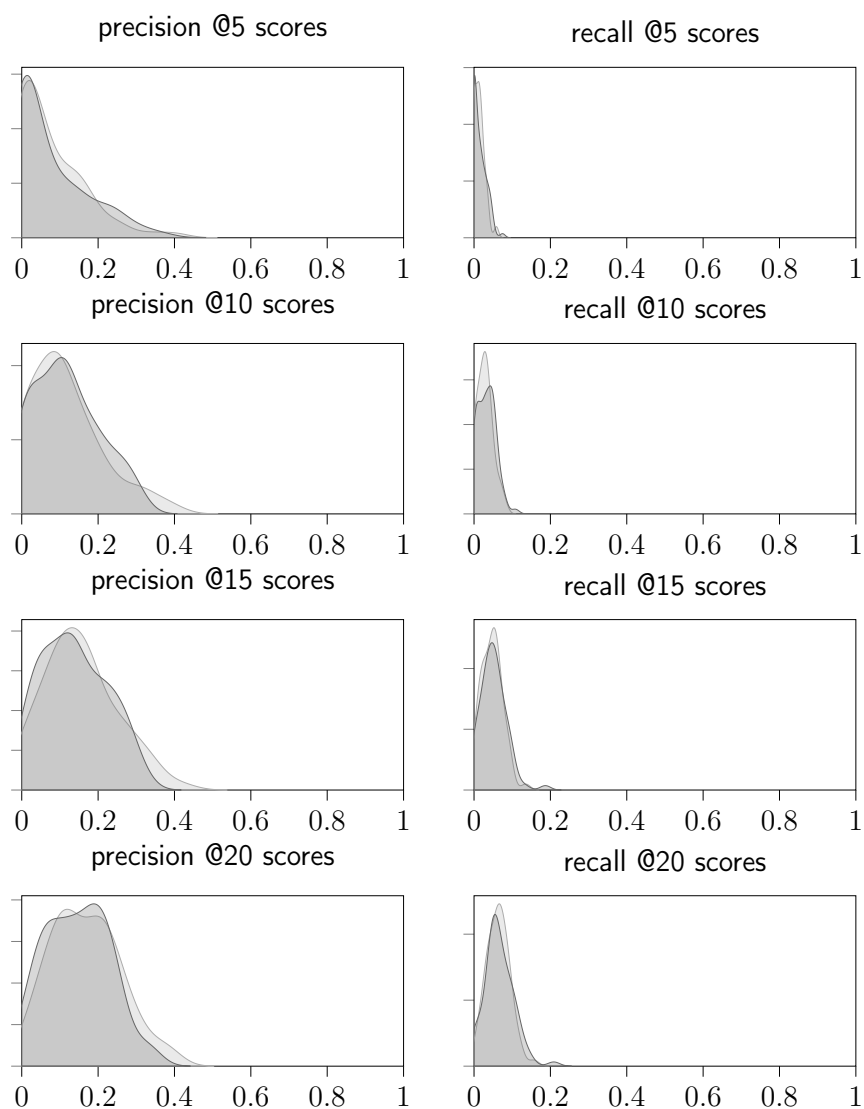 precision @5 scores
0 0.2 0.4 0.6 0.8 1
recall @5 scores
0 0.2 0.4 0.6 0.8 1
precision @10 scores
0 0.2 0.4 0.6 0.8 1
recall @10 scores
0 0.2 0.4 0.6 0.8 1
precision @15 scores
0 0.2 0.4 0.6 0.8 1
recall @15 scores
0 0.2 0.4 0.6 0.8 1
precision @20 scores
0 0.2 0.4 0.6 0.8 1
recall @20 scores
0 0.2 0.4 0.6 0.8 1